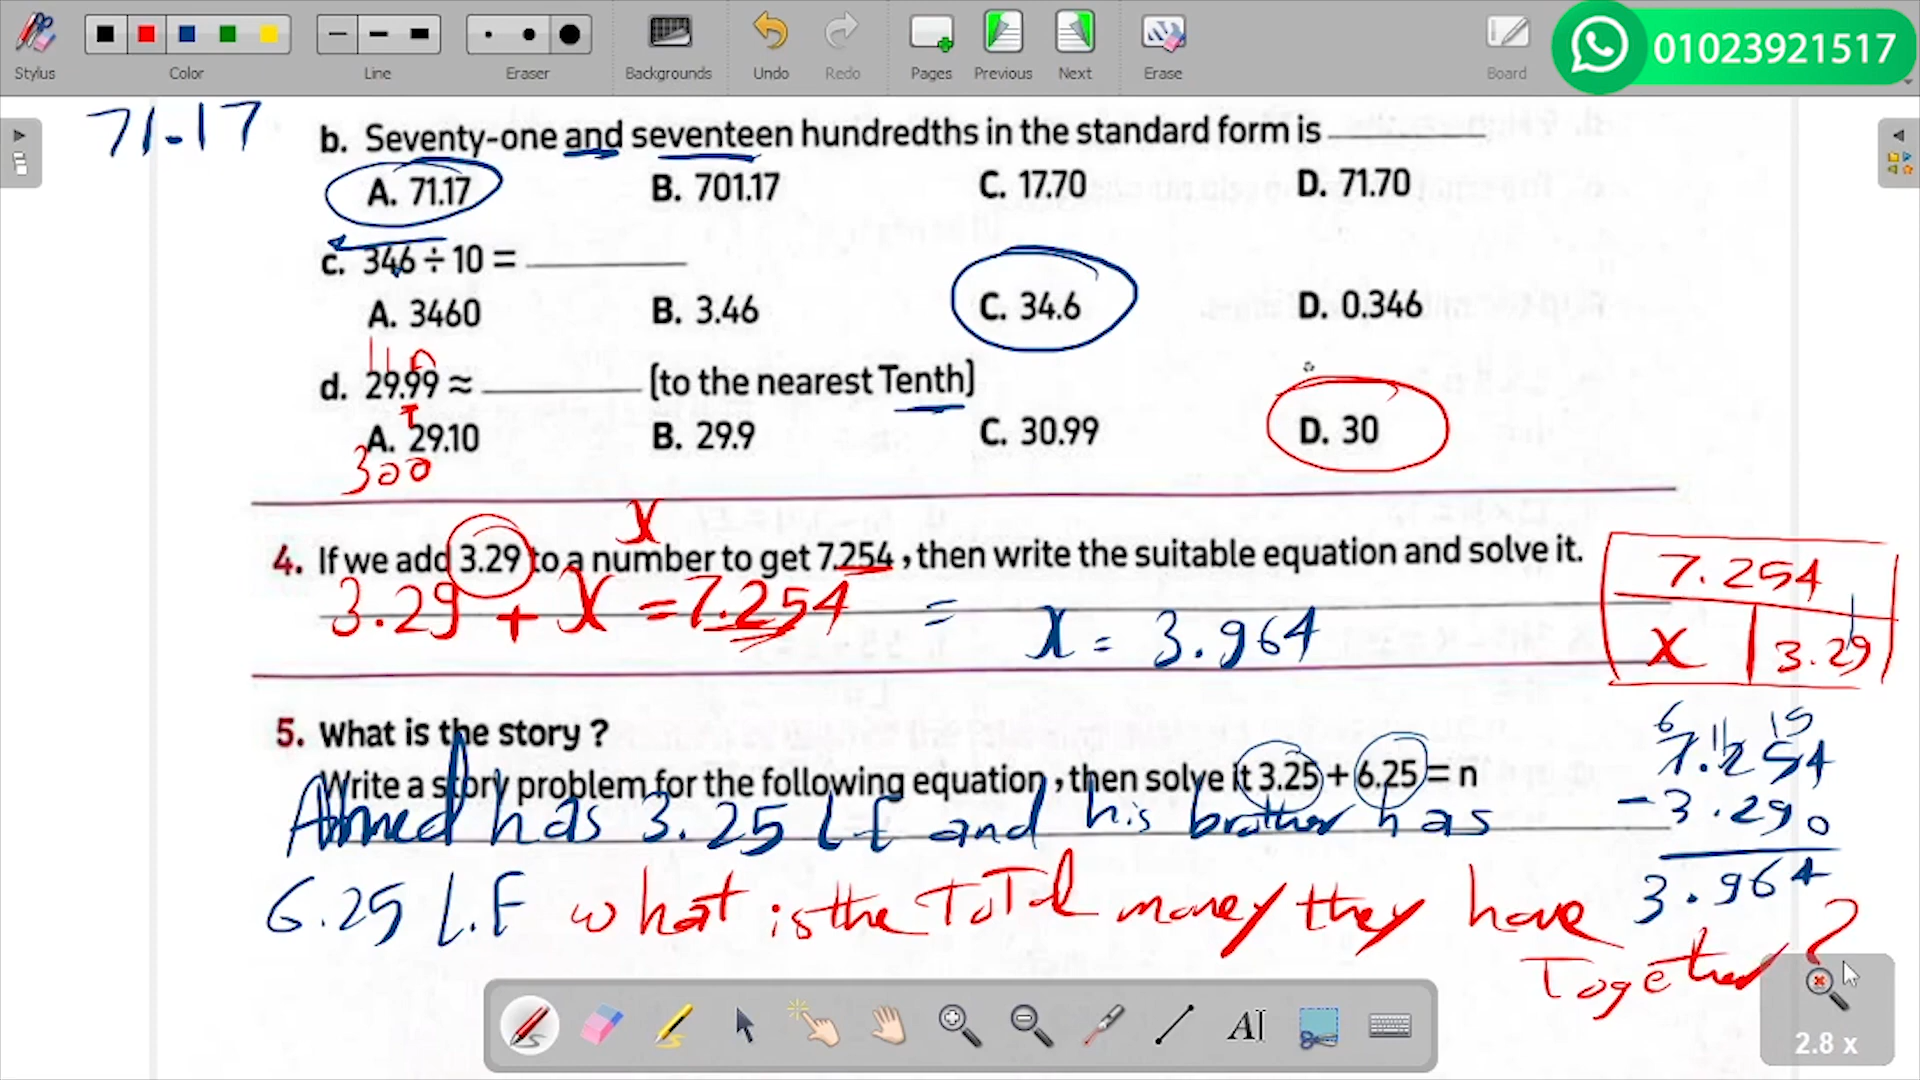 Stylus Color Line Eraser Backgrounds Undo Redo Pages Previous Next Erase Board
01023921517
71.17
b. Seventy-one and seventeen hundredths in the standard form is
A. 71.17 B. 701.17 C. 17.70 D. 71.70
c. 346 ÷ 10 =
A. 3460 B. 3.46 C. 34.6 D. 0.346
d. 29.99 ≈ (to the nearest Tenth)
A. 29.10 B. 29.9 C. 30.99 D. 30
300
x
4. If we add 3.29 to a number to get 7.254 , then write the suitable equation and solve it.
3.29 + x = 7.254 = x = 3.964
7.254
x 3.29
5. What is the story ?
Write a story problem for the following equation , then solve it 3.25 + 6.25 = n
6 11 15
7.254
- 3.290
3.964
Ahmed has 3.25 L.E and his brother has
6.25 L.E what is the Total money they have
Together ?
2.8 x